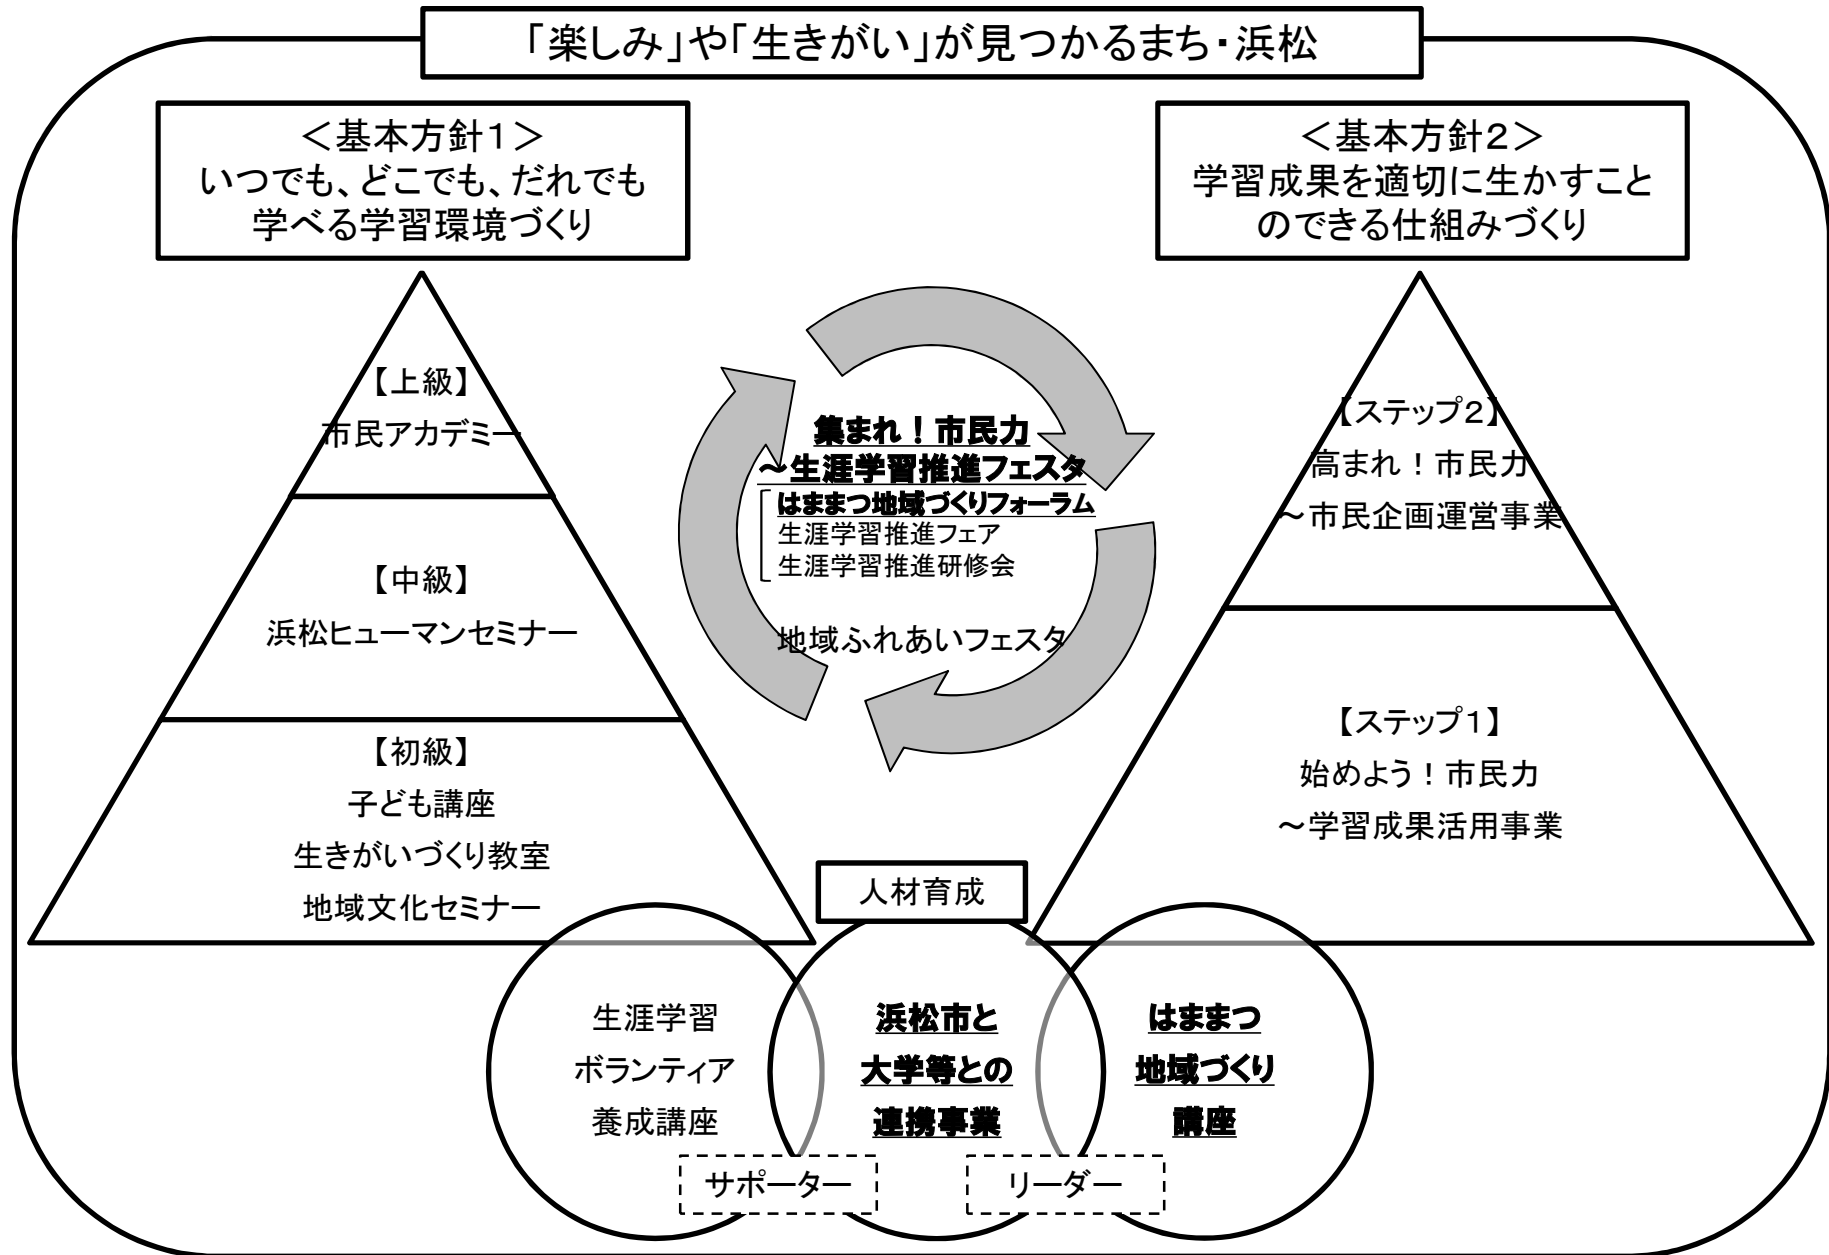 「楽しみ」や「生きがい」が見つかるまち・浜松
＜基本方針１＞
いつでも、どこでも、だれでも
学べる学習環境づくり
＜基本方針２＞
学習成果を適切に生かすこと
のできる仕組みづくり
【上級】
市民アカデミー
【中級】
浜松ヒューマンセミナー
【初級】
子ども講座
生きがいづくり教室
地域文化セミナー
集まれ！市民力
～生涯学習推進フェスタ
はままつ地域づくりフォーラム
生涯学習推進フェア
生涯学習推進研修会
地域ふれあいフェスタ
【ステップ２】
高まれ！市民力
～市民企画運営事業
【ステップ１】
始めよう！市民力
～学習成果活用事業
人材育成
生涯学習
ボランティア
養成講座
浜松市と
大学等との
連携事業
はままつ
地域づくり
講座
サポーター
リーダー